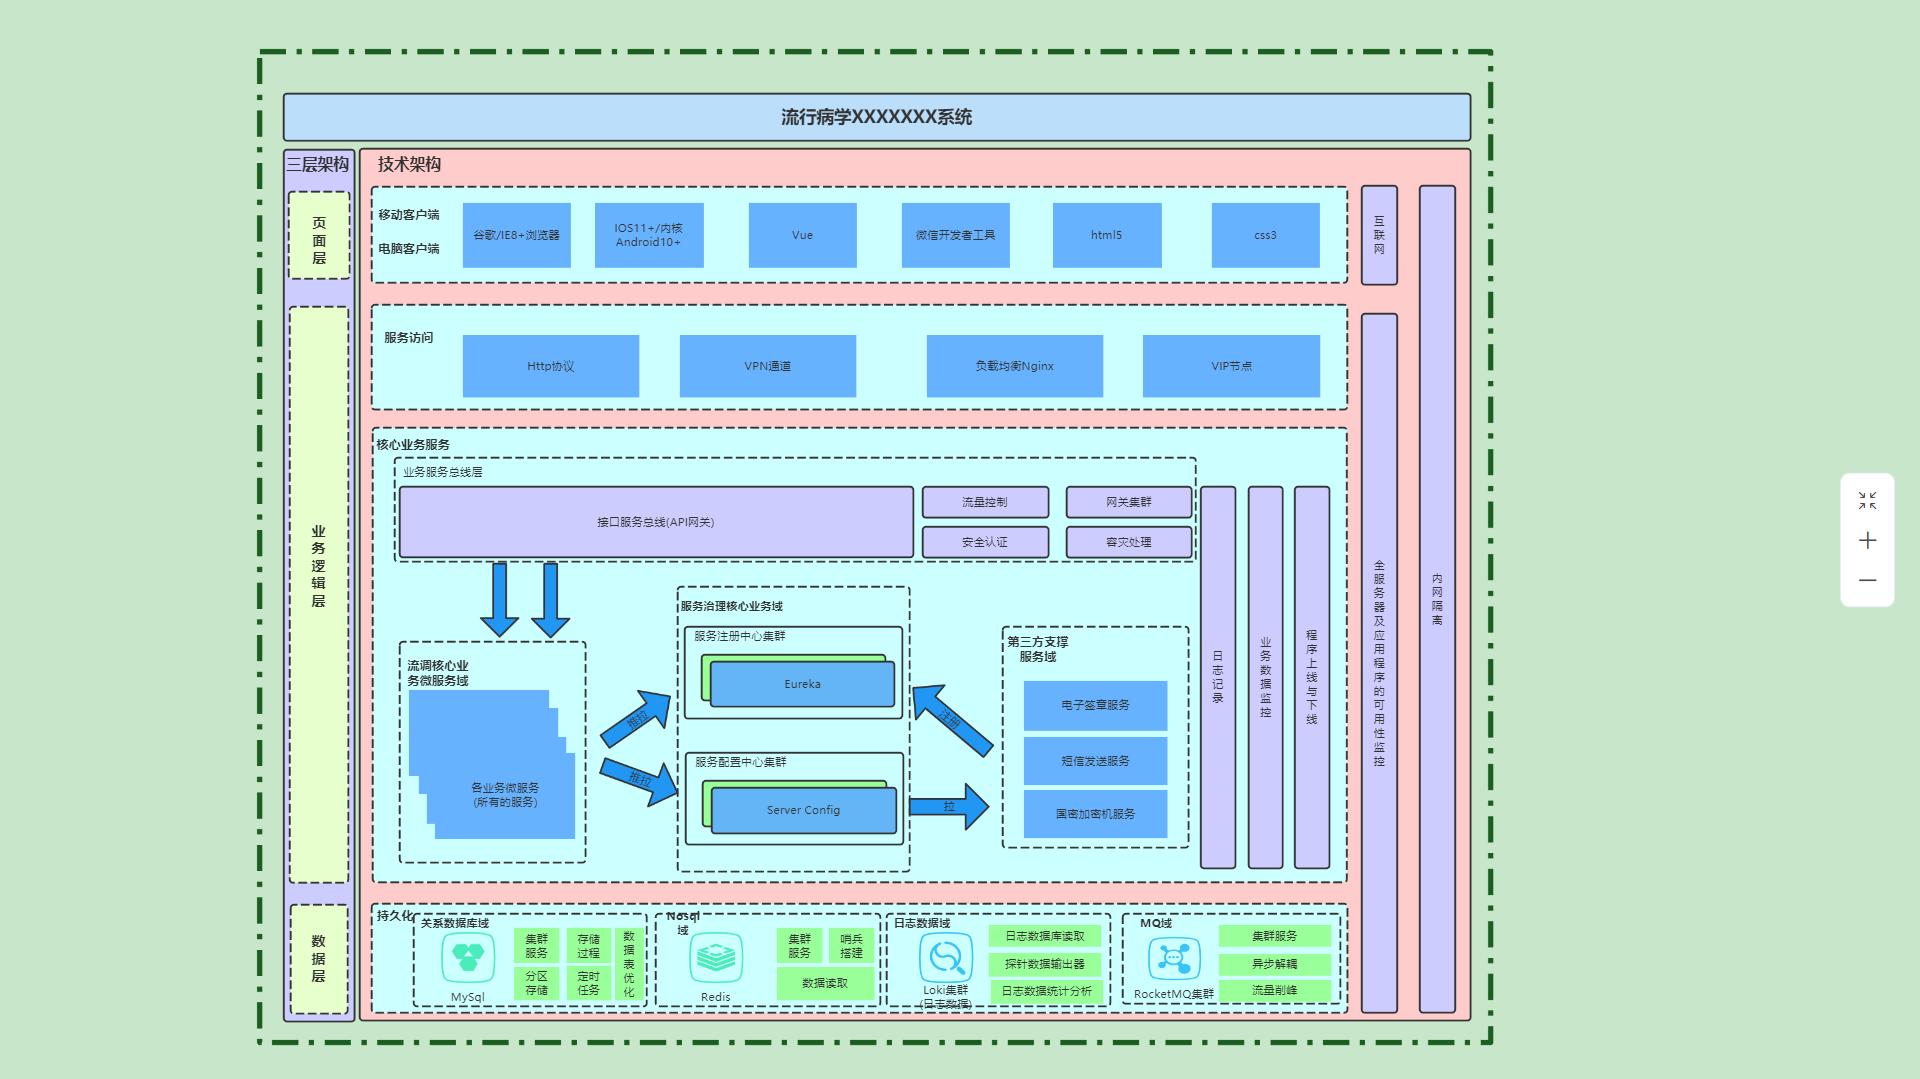 流行病学XXXXXXX系统
三层架构
技术架构
页
面
层
移动客户端
电脑客户端
谷歌/IE8+浏览器
IOS11+/内核
Android10+
Vue
微信开发者工具
html5
css3
互
联
网
服务访问
Http协议
VPN通道
负载均衡Nginx
VIP节点
业
务
逻
辑
层
核心业务服务
业务服务总线层
接口服务总线(API网关)
流量控制
网关集群
安全认证
容灾处理
流调核心业
务微服务域
各业务微服务
(所有的服务)
推拉
推拉
服务治理核心业务域
服务注册中心集群
Eureka
服务配置中心集群
Server Config
注册
拉
第三方支撑
服务域
电子签章服务
短信发送服务
国密加密机服务
日
志
记
录
业
务
数
据
监
控
程
序
上
线
与
下
线
全
服
务
器
及
应
用
程
序
的
可
用
性
监
控
内
网
隔
离
数
据
层
持久化
关系数据库域
MySql
集群
服务
存储
过程
分区
存储
定时
任务
数
据
表
优
化
Nosql
域
Redis
集群
服务
哨兵
搭建
数据读取
日志数据域
Loki集群
(日志数据)
日志数据库读取
探针数据输出器
日志数据统计分析
MQ域
RocketMQ集群
集群服务
异步解耦
流量削峰